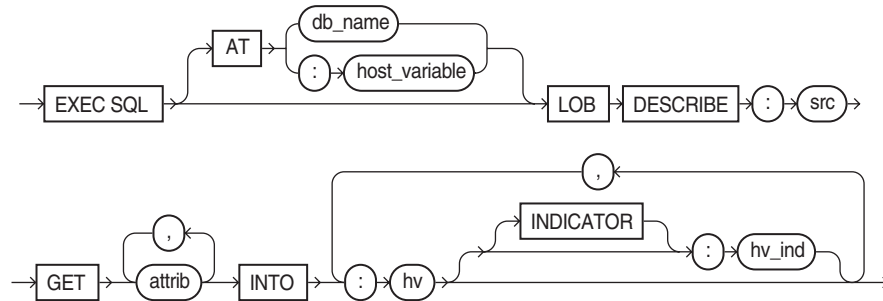 db_name
AT
: host_variable
EXEC SQL LOB DESCRIBE : src
,
, INDICATOR
: hv_ind
GET attrib INTO : hv